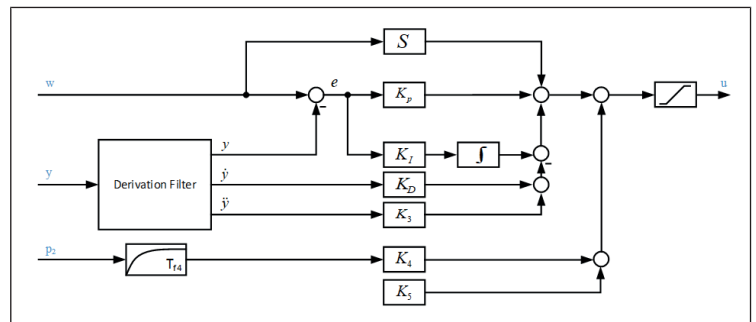 S
w
e
K_p
u
-
y
K_I
∫
-
y
Derivation Filter
ẏ
K_D
ÿ
K_3
p₂
T_f4
K_4
K_5